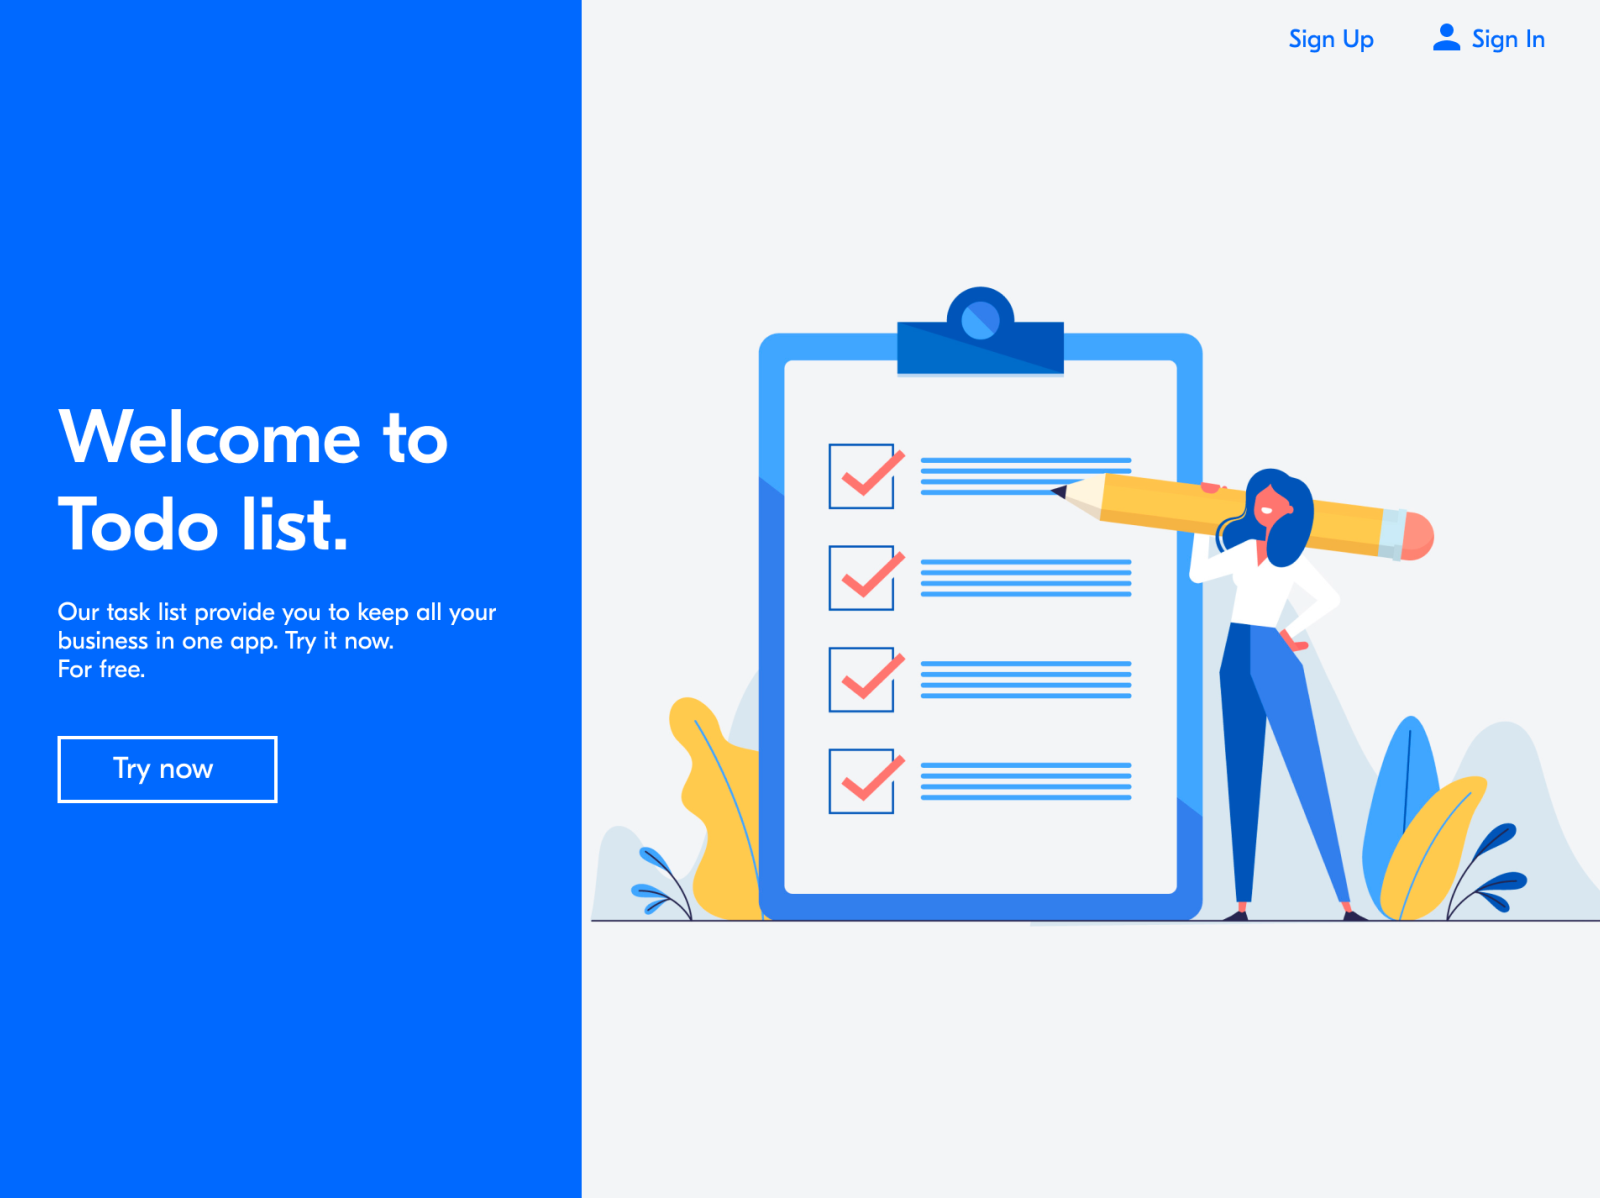 Sign Up
Sign In
Welcome to
Todo list.
Our task list provide you to keep all your
business in one app. Try it now.
For free.
Try now